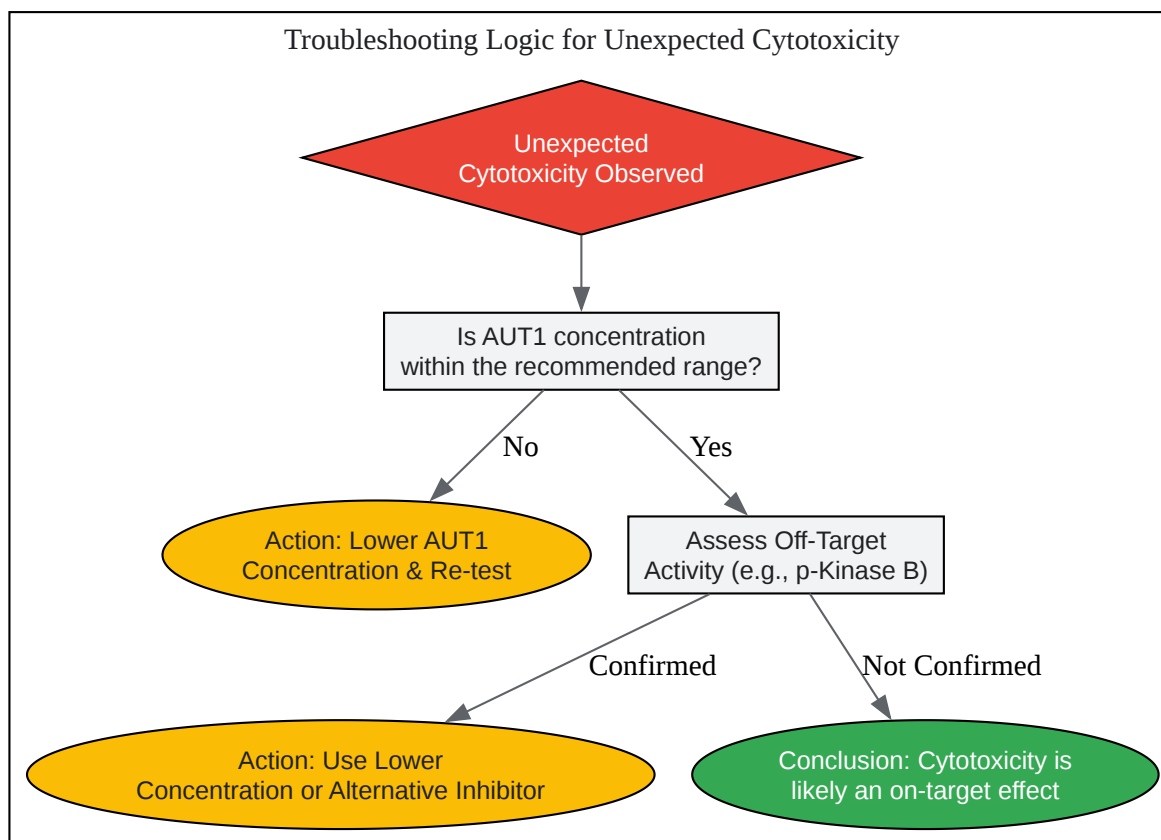 Troubleshooting Logic for Unexpected Cytotoxicity
Unexpected
Cytotoxicity Observed
Is AUT1 concentration
within the recommended range?
No
Yes
Action: Lower AUT1
Concentration & Re-test
Assess Off-Target
Activity (e.g., p-Kinase B)
Confirmed
Not Confirmed
Action: Use Lower
Concentration or Alternative Inhibitor
Conclusion: Cytotoxicity is
likely an on-target effect